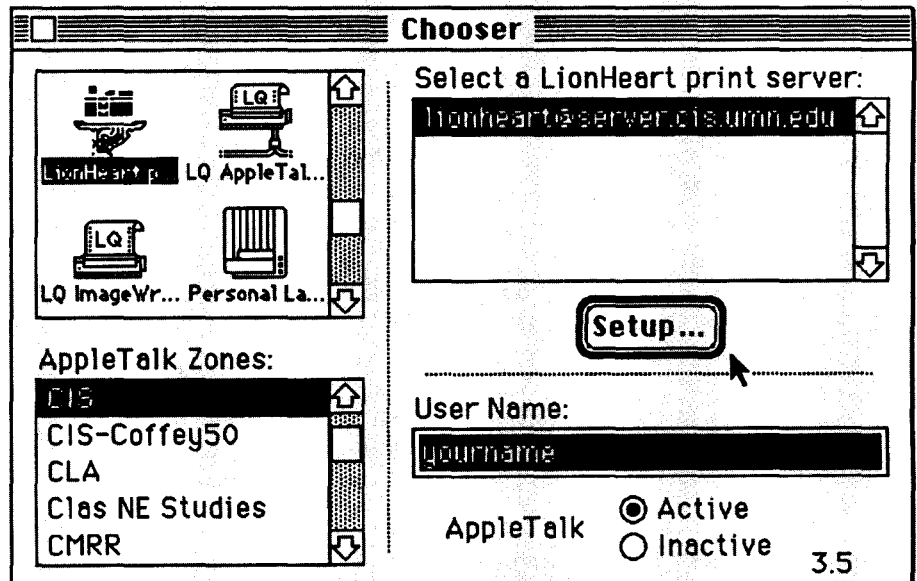 Chooser
LQ
LionHeart p...
LQ AppleTal...
LQ
LQ ImageWr...
Personal La...
AppleTalk Zones:
CIS
CIS-Coffey50
CLA
Clas NE Studies
CMRR
Select a LionHeart print server:
lionheart@server.cis.umn.edu
Setup...
User Name:
yourname
AppleTalk
Active
Inactive
3.5